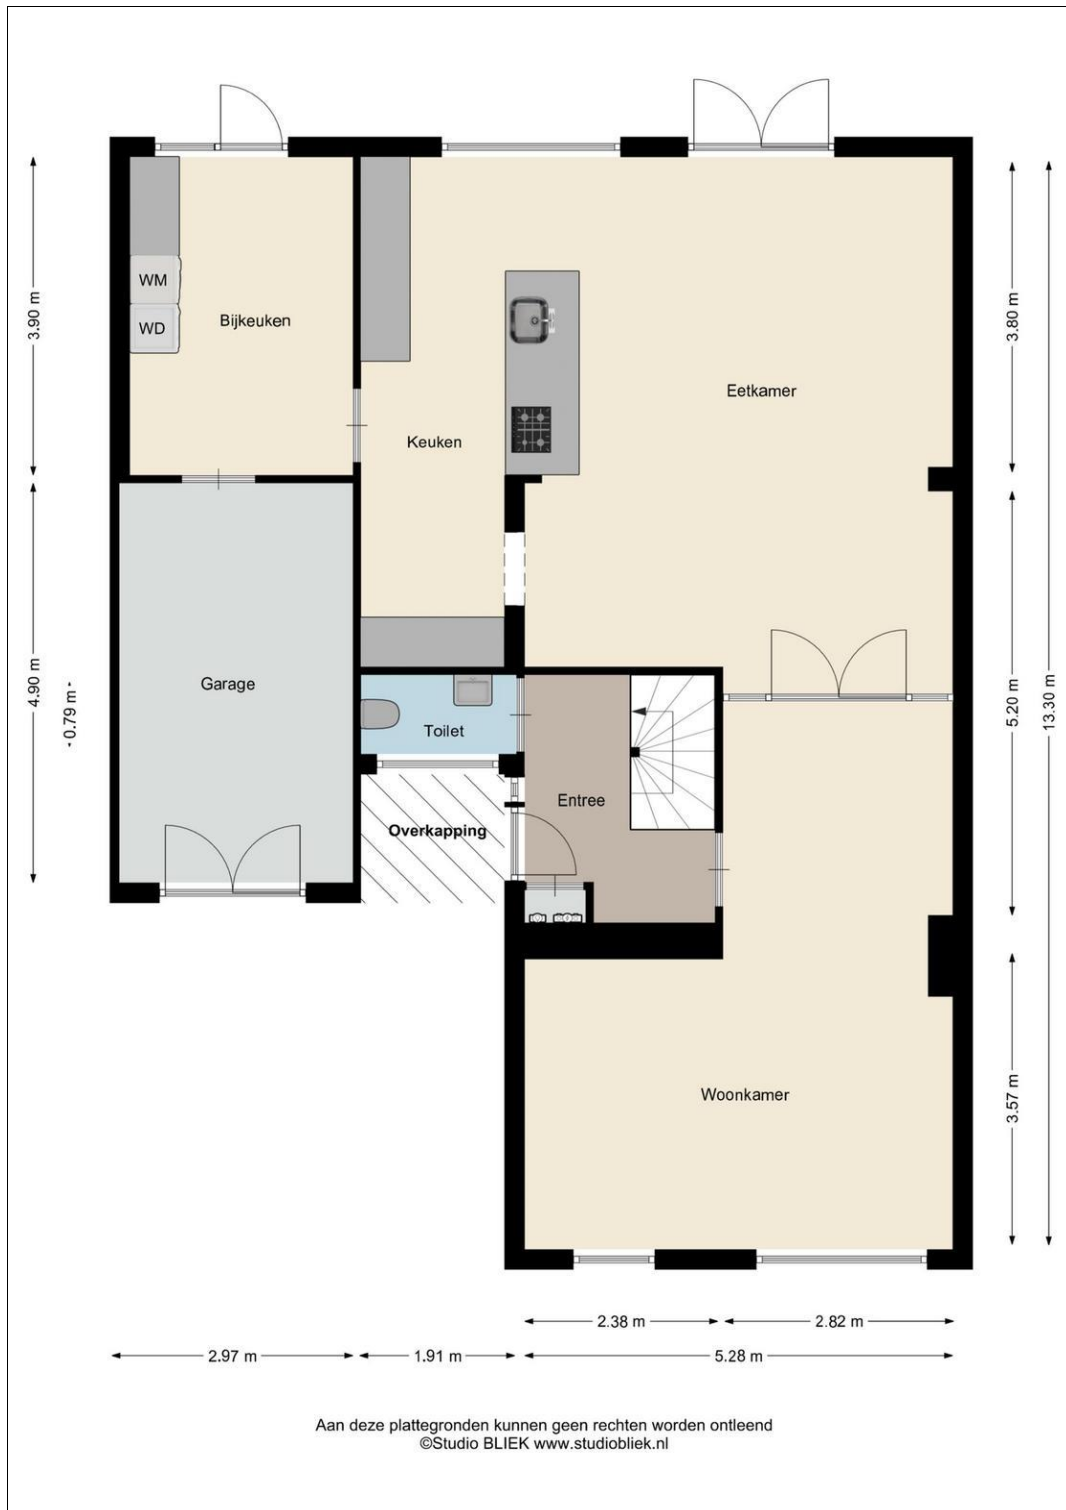 WM
WD
Bijkeuken
Keuken
Eetkamer
Garage
Toilet
Entree
Overkapping
Woonkamer
3.90 m
4.90 m
- 0.79 m -
3.80 m
5.20 m
3.57 m
13.30 m
2.38 m
2.82 m
2.97 m
1.91 m
5.28 m
Aan deze plattegronden kunnen geen rechten worden ontleend
©Studio BLIEK www.studiobliek.nl